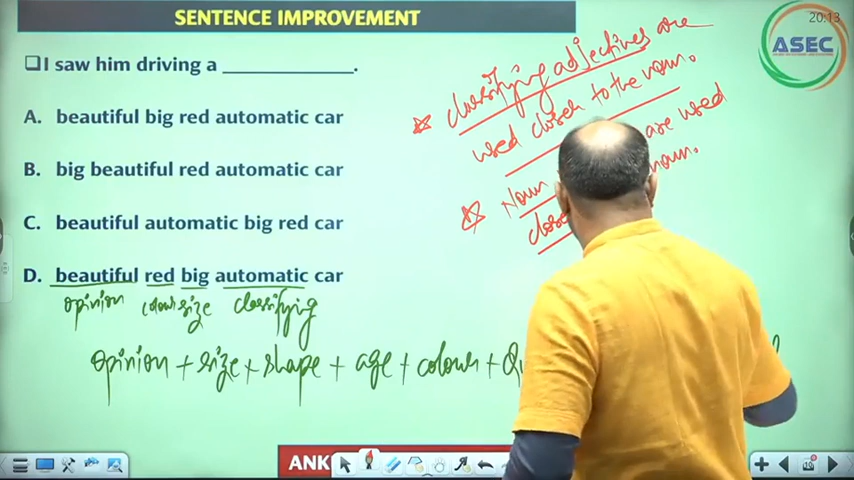 SENTENCE IMPROVEMENT
20:13
ASEC
I saw him driving a ______________.
A. beautiful big red automatic car
B. big beautiful red automatic car
C. beautiful automatic big red car
D. beautiful red big automatic car
opinion colour size classifying
opinion + size + shape + age + colour +
classifying adjectives are
used closer to the noun.
Noun are used
noun.
ANK